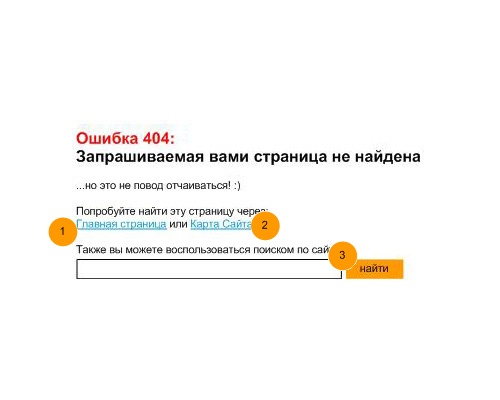 Ошибка 404:
Запрашиваемая вами страница не найдена
...но это не повод отчаиваться! :)
Попробуйте найти эту страницу через:
1 Главная страница или Карта Сайта 2
Также вы можете воспользоваться поиском по 3
найти